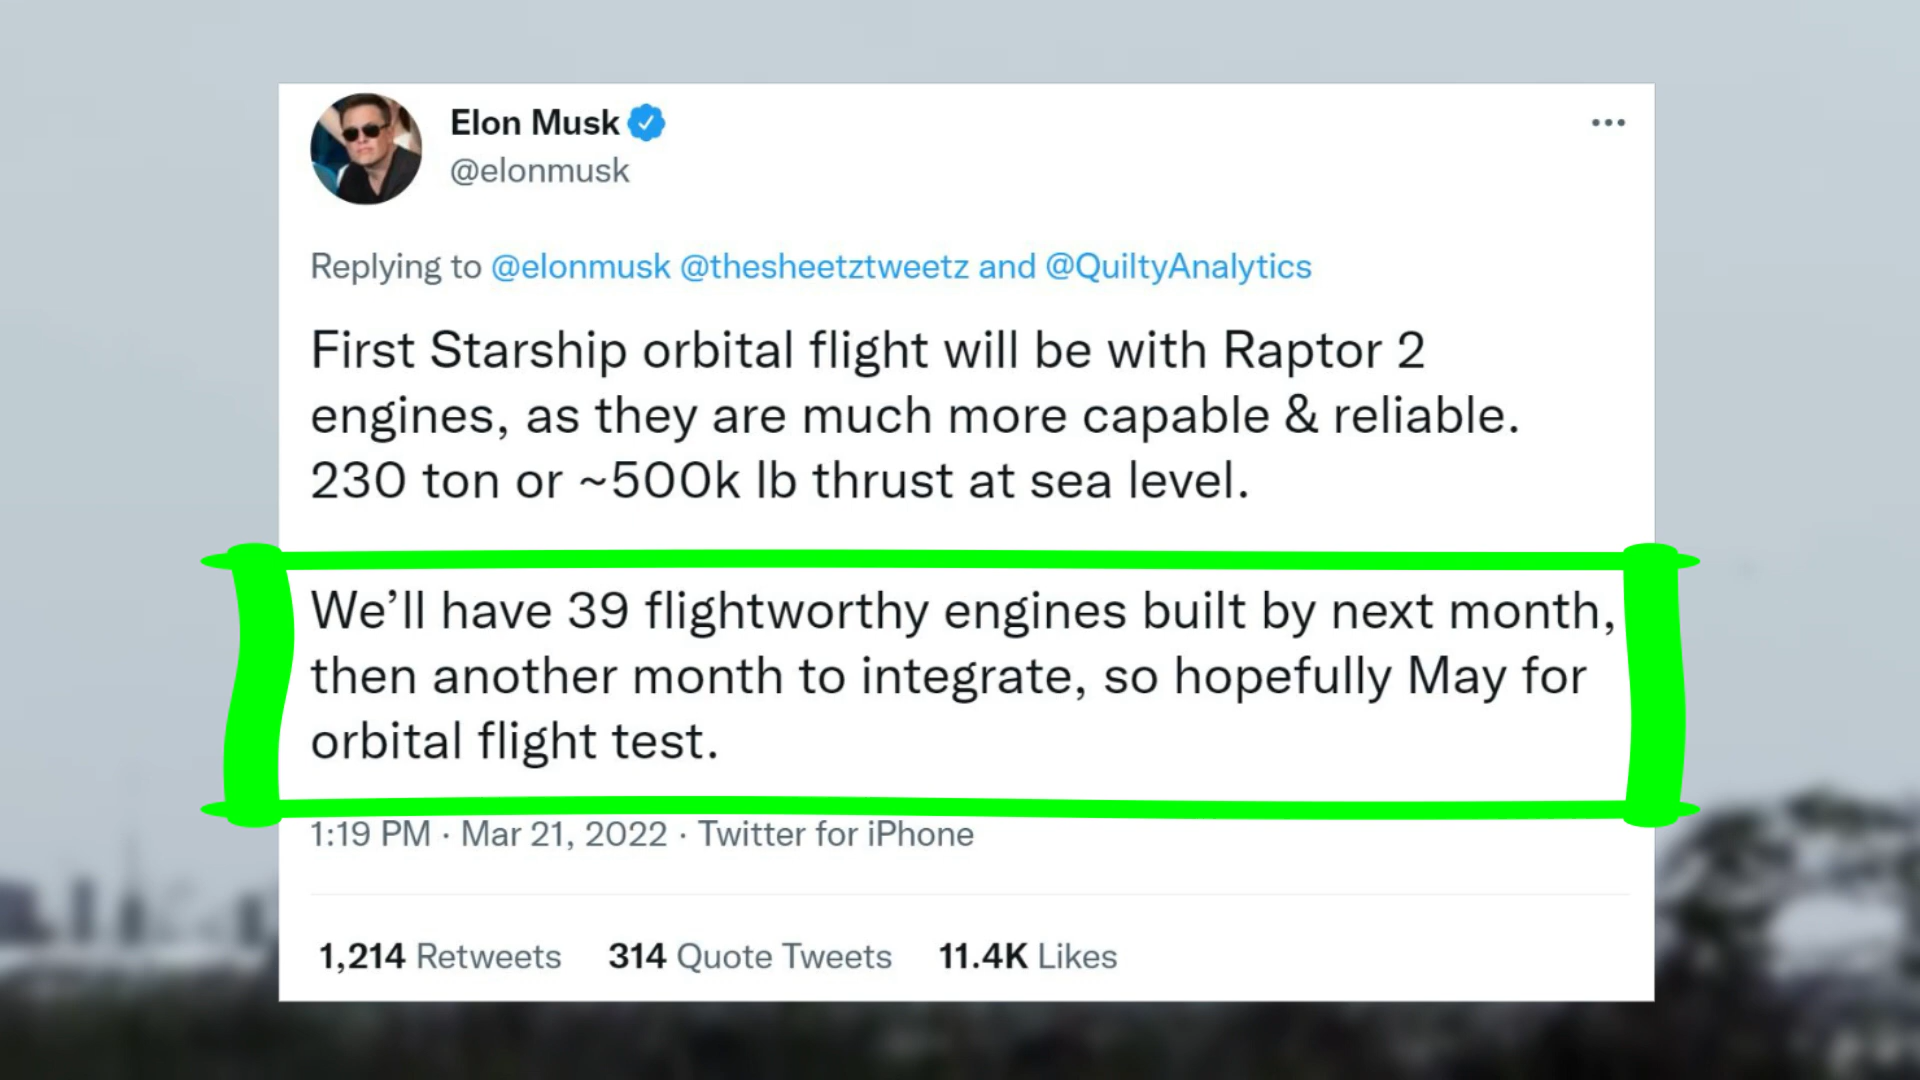 Elon Musk
@elonmusk
Replying to @elonmusk @thesheetztweetz and @QuiltyAnalytics
First Starship orbital flight will be with Raptor 2
engines, as they are much more capable & reliable.
230 ton or ~500k lb thrust at sea level.
We’ll have 39 flightworthy engines built by next month,
then another month to integrate, so hopefully May for
orbital flight test.
1:19 PM · Mar 21, 2022 · Twitter for iPhone
1,214 Retweets 314 Quote Tweets 11.4K Likes